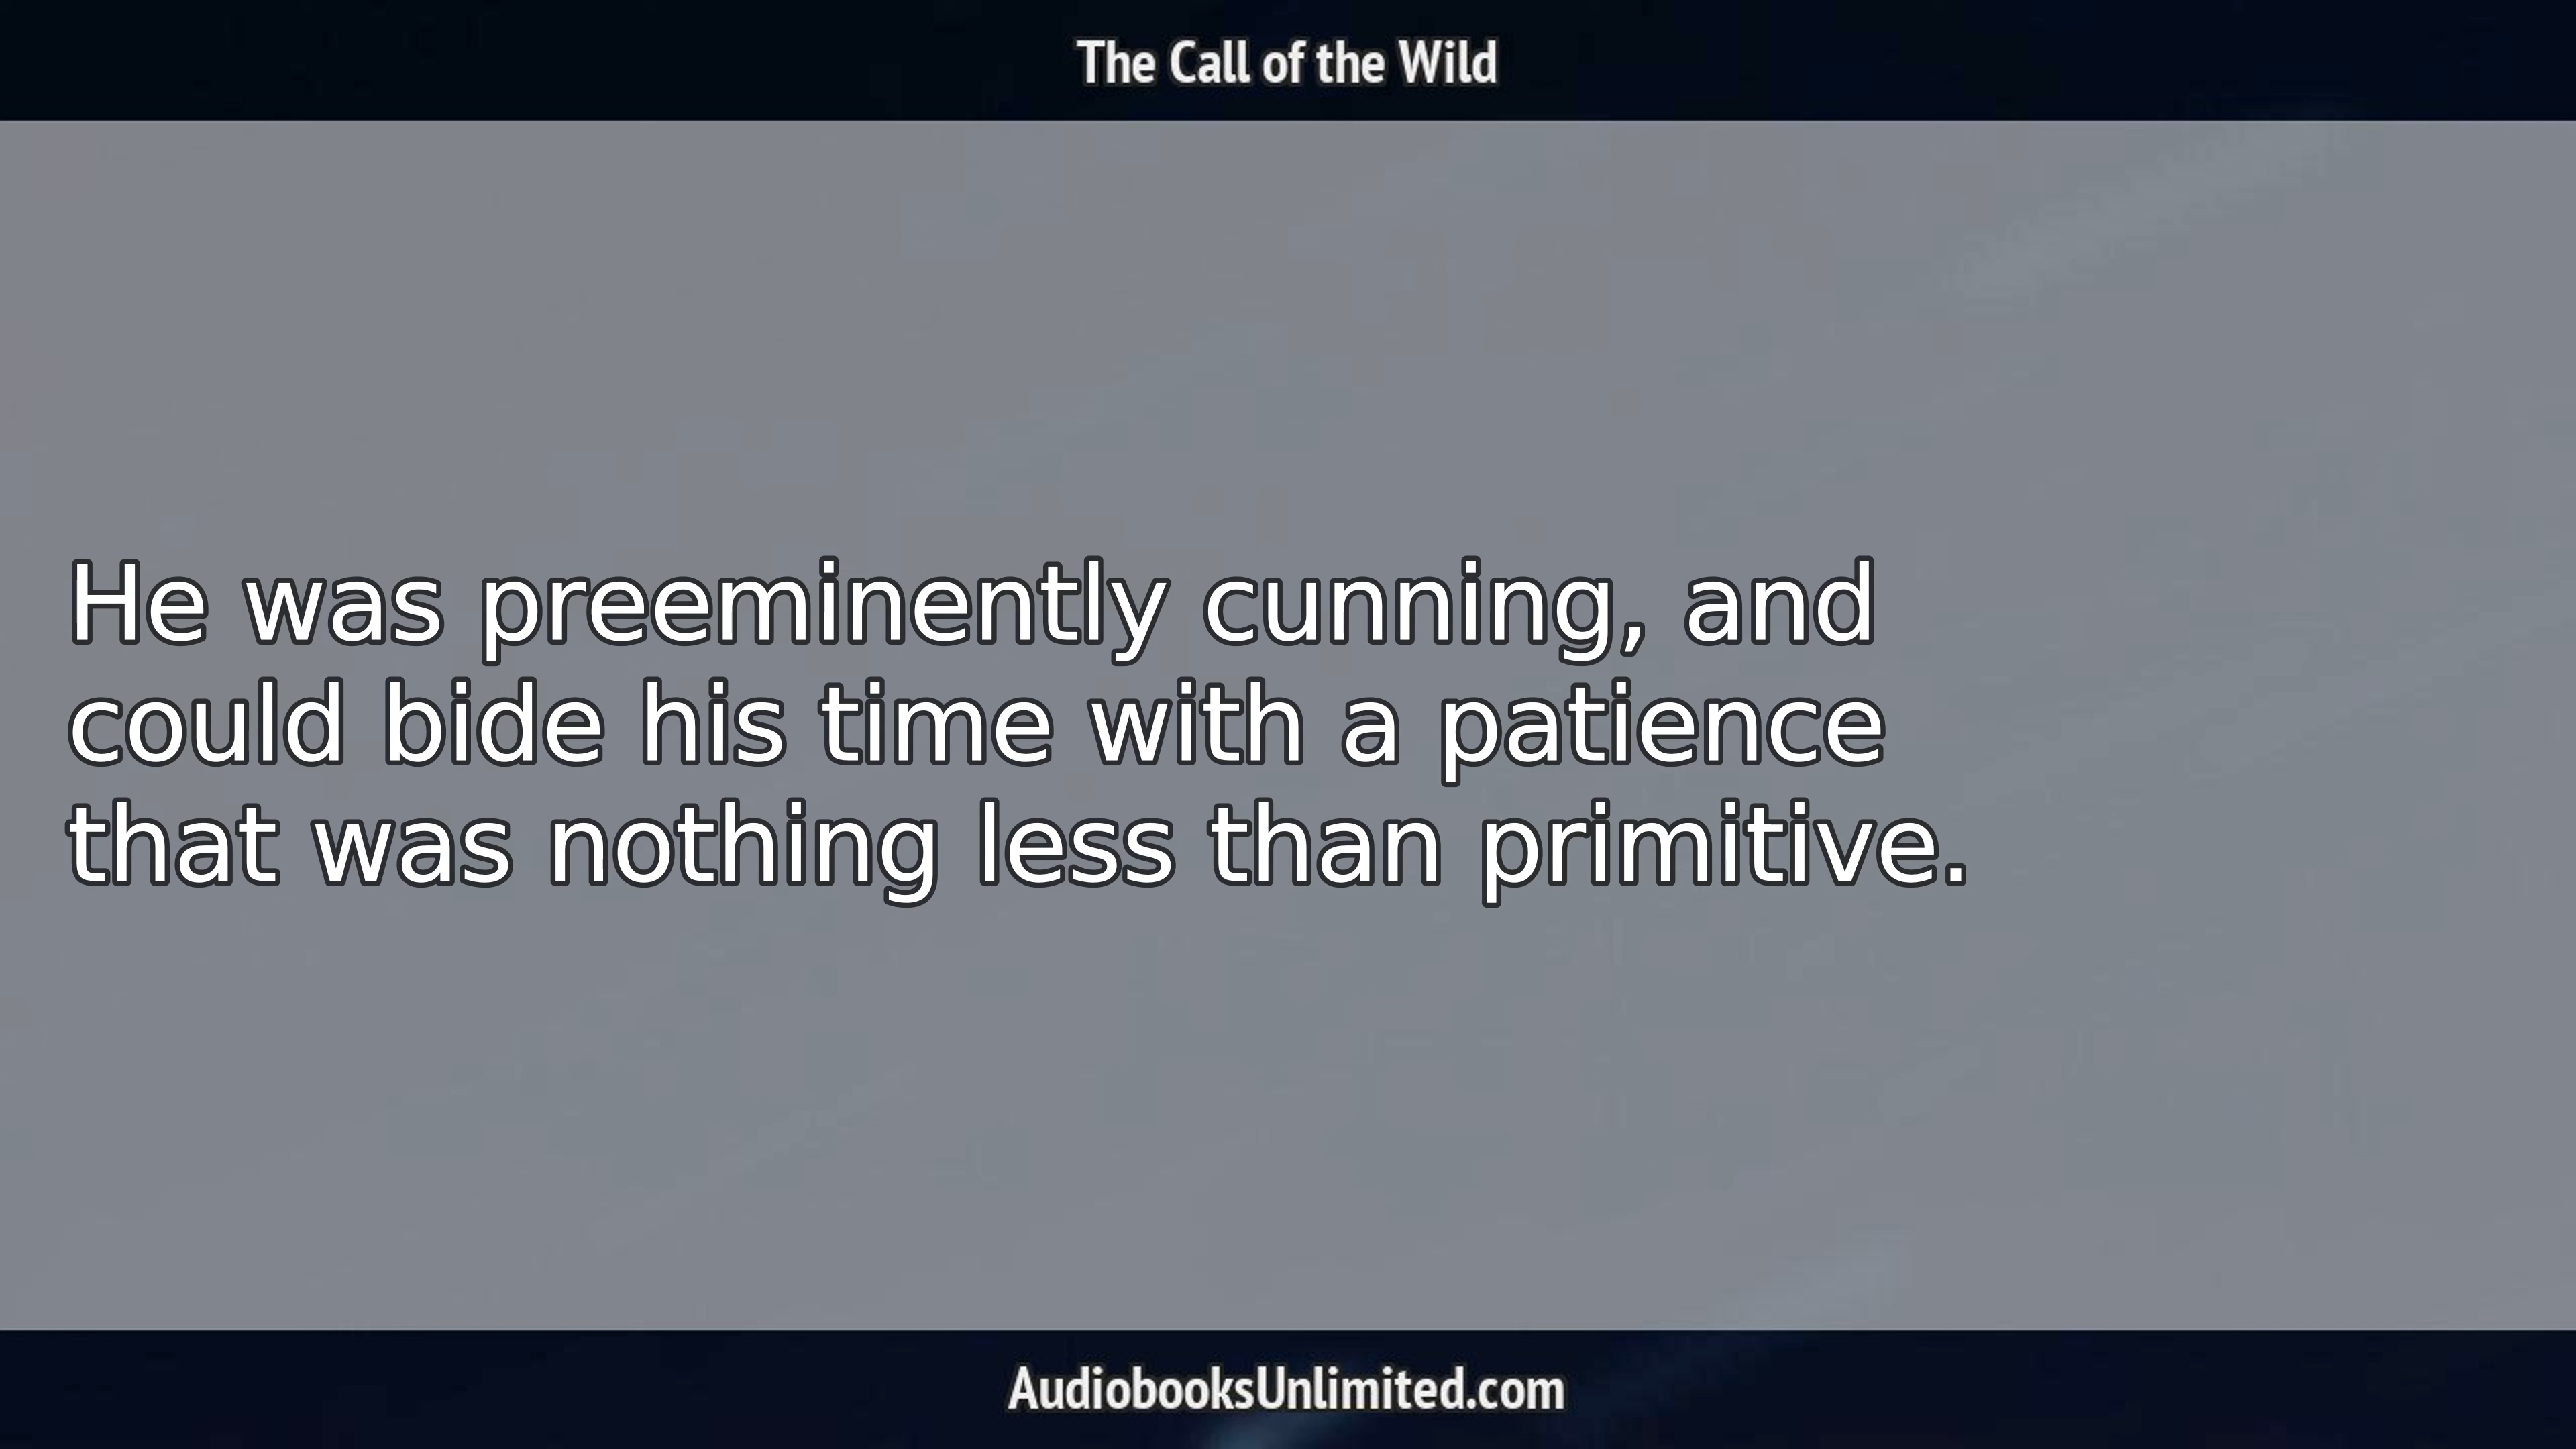 The Call of the Wild
He was preeminently cunning, and
could bide his time with a patience
that was nothing less than primitive.
AudiobooksUnlimited.com